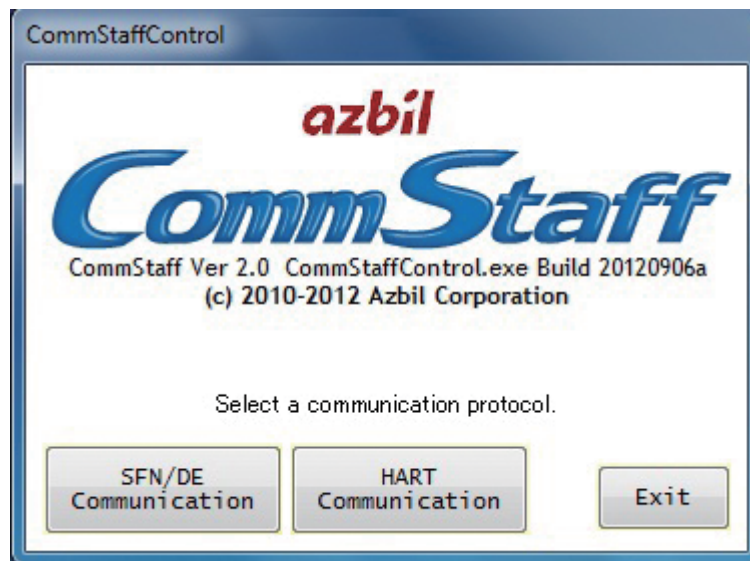 CommStaffControl
azbil
CommStaff
CommStaff Ver 2.0 CommStaffControl.exe Build 20120906a
(c) 2010-2012 Azbil Corporation
Select a communication protocol.
SFN/DE
Communication
HART
Communication
Exit